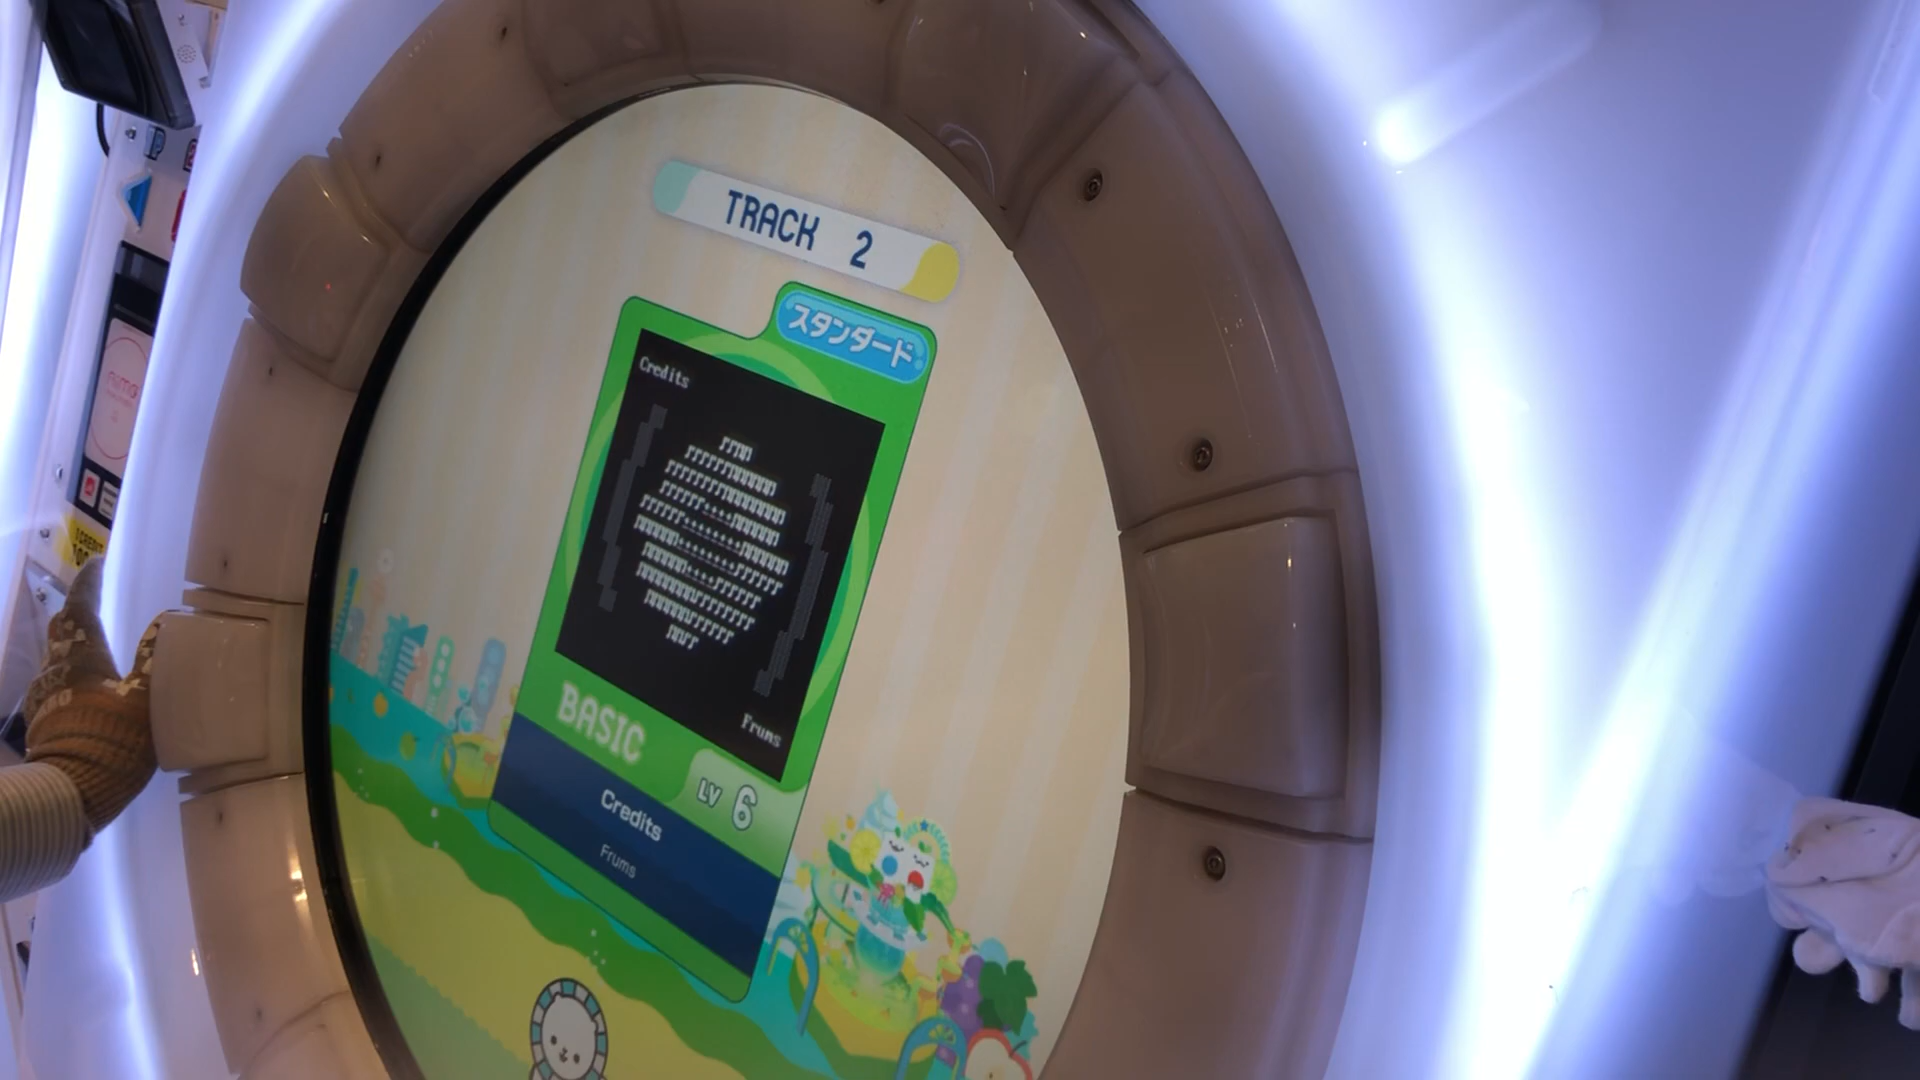 TRACK 2
スタンダード
Credits
Frums
BASIC
LV 6
Credits
Frums